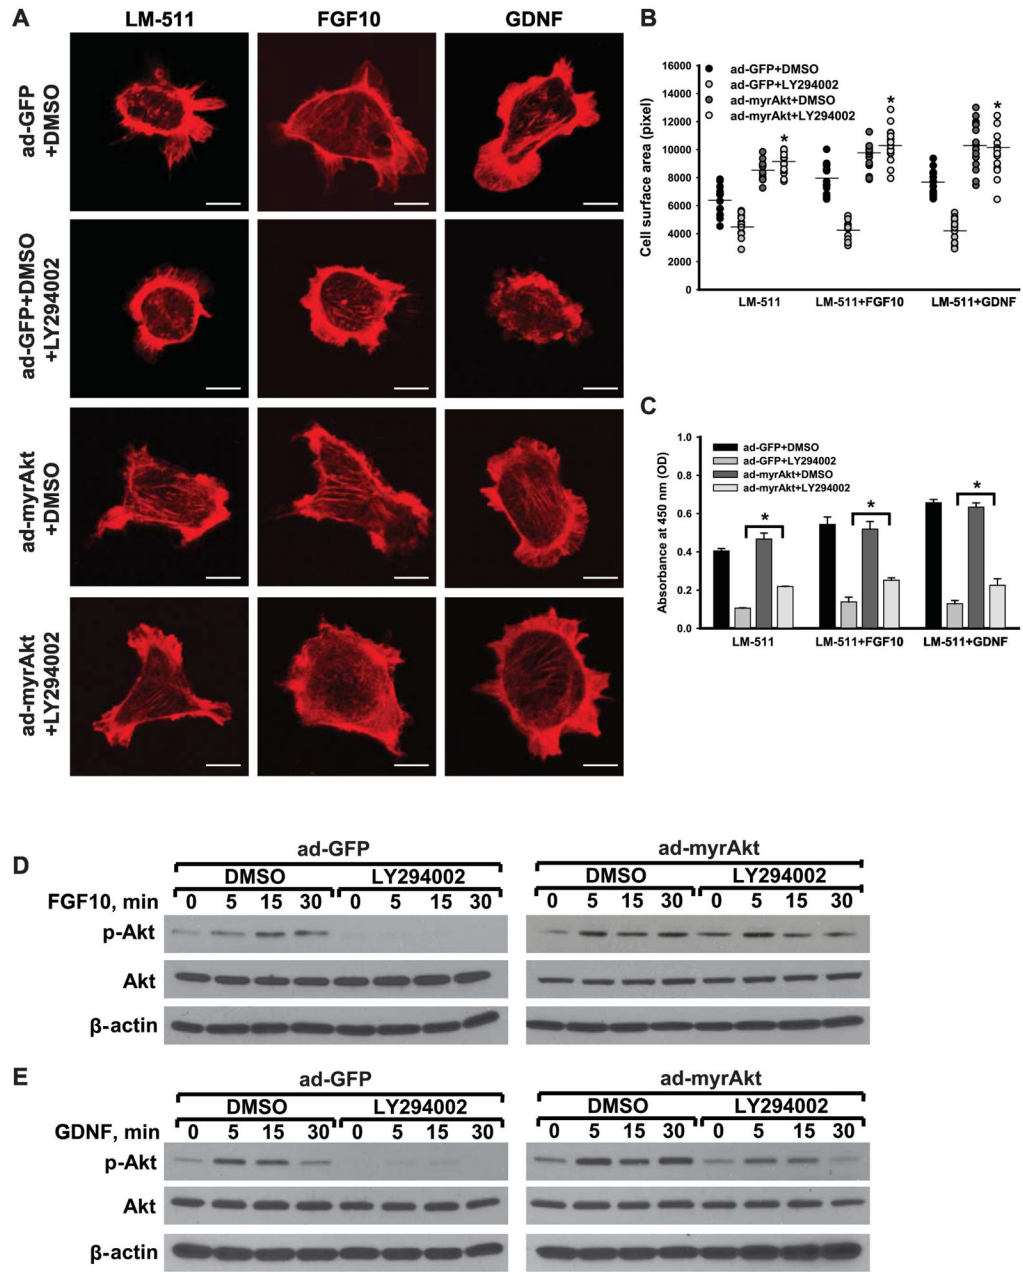 A
LM-511 FGF10 GDNF
ad-GFP
+DMSO
ad-GFP+DMSO
+LY294002
ad-myrAkt
+DMSO
ad-myrAkt
+LY294002
B
Cell surface area (pixel)
16000
14000
12000
10000
8000
6000
4000
2000
0
ad-GFP+DMSO
ad-GFP+LY294002
ad-myrAkt+DMSO
ad-myrAkt+LY294002
* * *
LM-511 LM-511+FGF10 LM-511+GDNF
C
Absorbance at 450 nm (OD)
1.0
0.8
0.6
0.4
0.2
0.0
ad-GFP+DMSO
ad-GFP+LY294002
ad-myrAkt+DMSO
ad-myrAkt+LY294002
* * *
LM-511 LM-511+FGF10 LM-511+GDNF
D
ad-GFP ad-myrAkt
DMSO LY294002 DMSO LY294002
FGF10, min 0 5 15 30 0 5 15 30 0 5 15 30 0 5 15 30
p-Akt
Akt
β-actin
E
ad-GFP ad-myrAkt
DMSO LY294002 DMSO LY294002
GDNF, min 0 5 15 30 0 5 15 30 0 5 15 30 0 5 15 30
p-Akt
Akt
β-actin